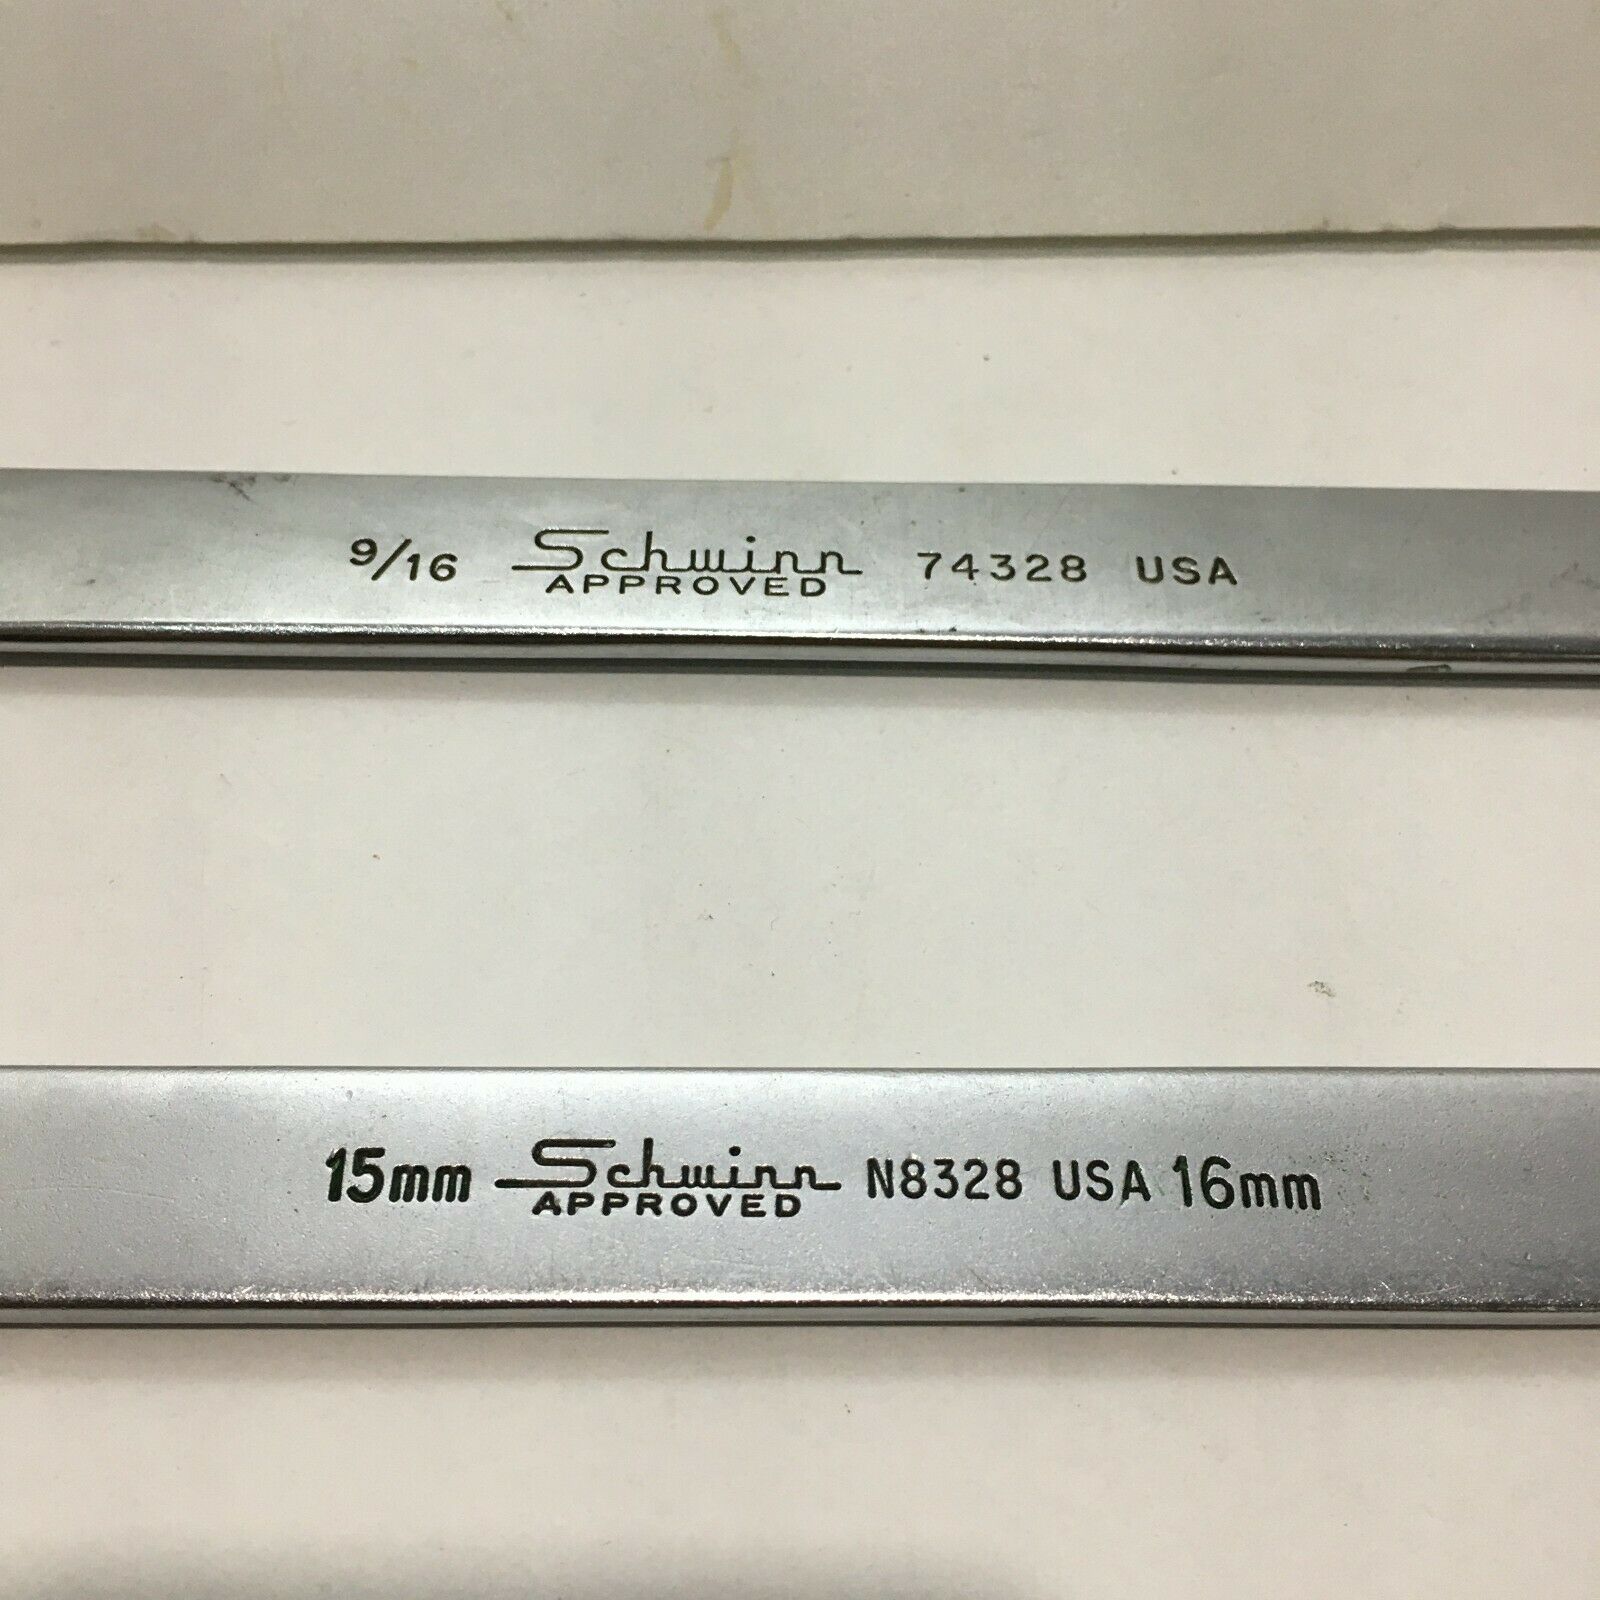 9/16 Schwinn 74328 USA
APPROVED
15mm Schwinn N8328 USA 16mm
APPROVED